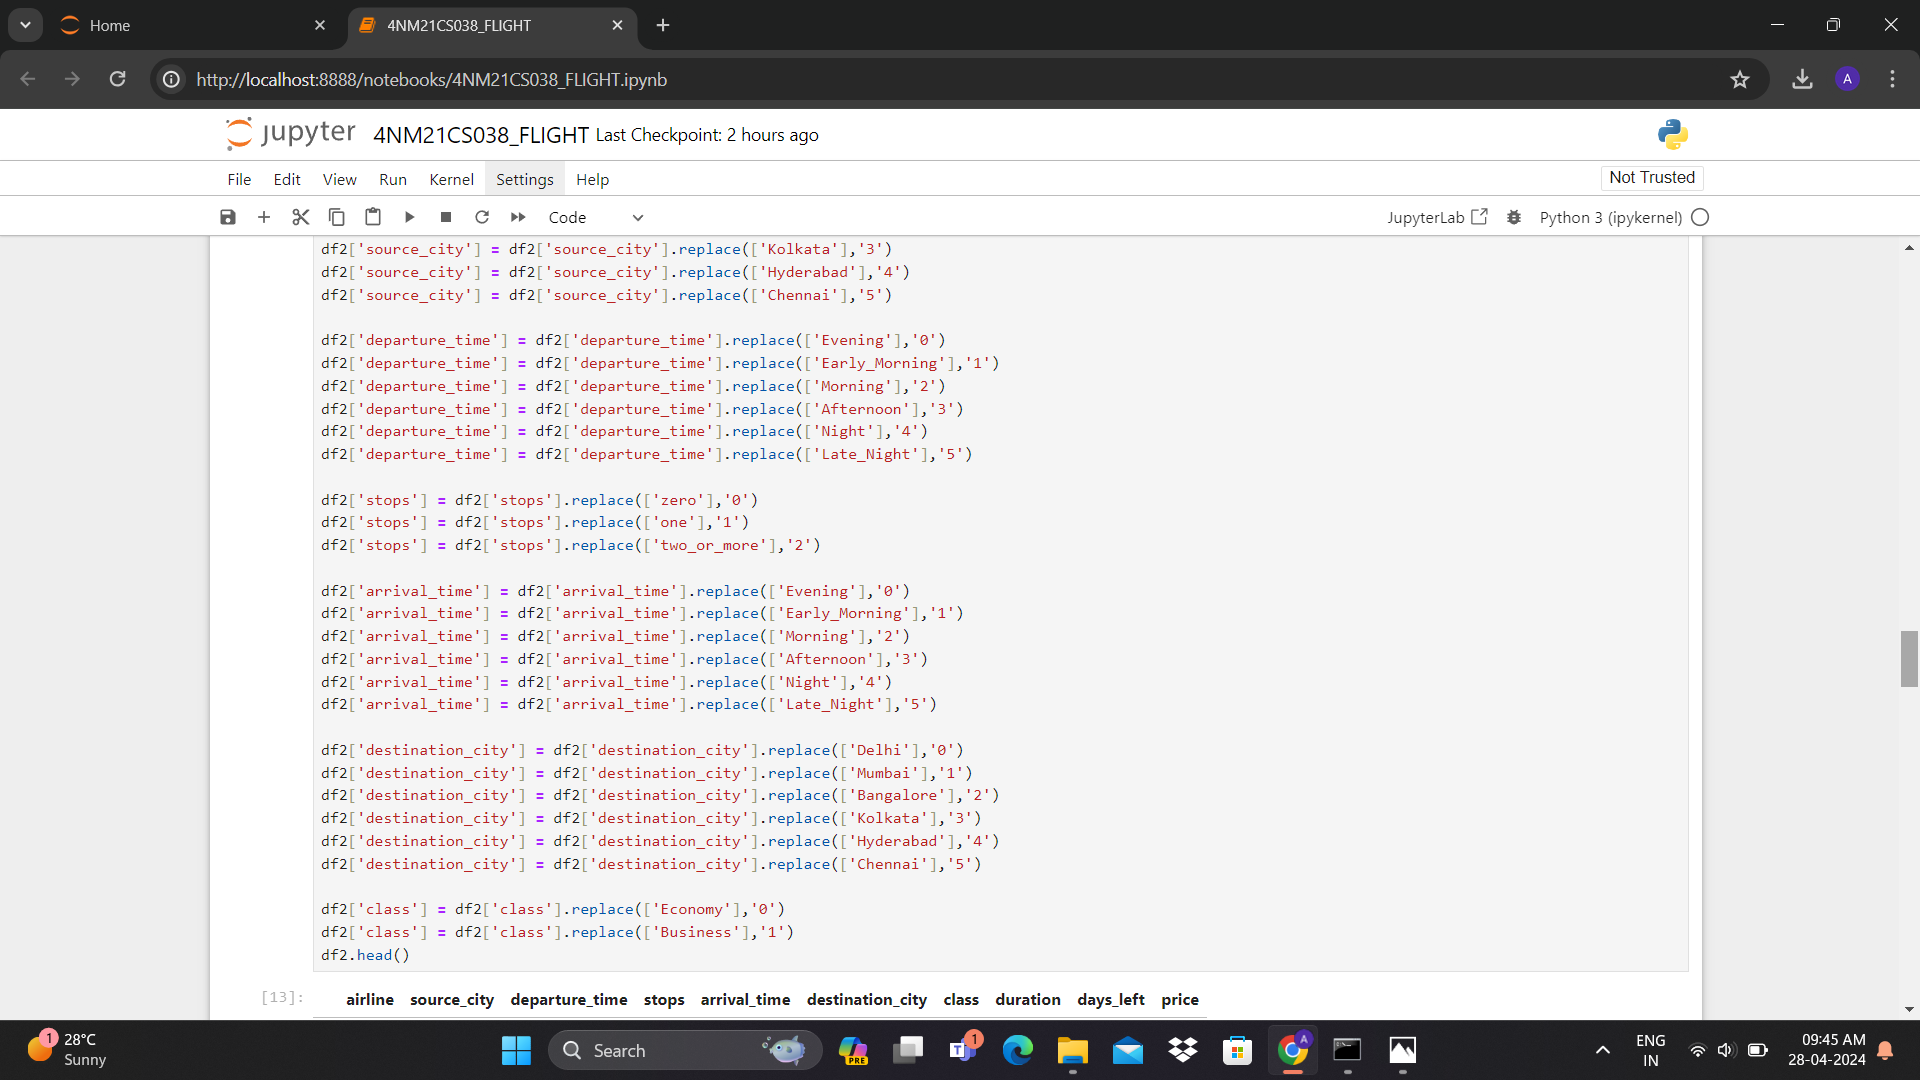 Home
4NM21CS038_FLIGHT
http://localhost:8888/notebooks/4NM21CS038_FLIGHT.ipynb
A
jupyter 4NM21CS038_FLIGHT Last Checkpoint: 2 hours ago
File Edit View Run Kernel Settings Help
Not Trusted
Code
JupyterLab Python 3 (ipykernel)
df2['source_city'] = df2['source_city'].replace(['Kolkata'],'3')
df2['source_city'] = df2['source_city'].replace(['Hyderabad'],'4')
df2['source_city'] = df2['source_city'].replace(['Chennai'],'5')
df2['departure_time'] = df2['departure_time'].replace(['Evening'],'0')
df2['departure_time'] = df2['departure_time'].replace(['Early_Morning'],'1')
df2['departure_time'] = df2['departure_time'].replace(['Morning'],'2')
df2['departure_time'] = df2['departure_time'].replace(['Afternoon'],'3')
df2['departure_time'] = df2['departure_time'].replace(['Night'],'4')
df2['departure_time'] = df2['departure_time'].replace(['Late_Night'],'5')
df2['stops'] = df2['stops'].replace(['zero'],'0')
df2['stops'] = df2['stops'].replace(['one'],'1')
df2['stops'] = df2['stops'].replace(['two_or_more'],'2')
df2['arrival_time'] = df2['arrival_time'].replace(['Evening'],'0')
df2['arrival_time'] = df2['arrival_time'].replace(['Early_Morning'],'1')
df2['arrival_time'] = df2['arrival_time'].replace(['Morning'],'2')
df2['arrival_time'] = df2['arrival_time'].replace(['Afternoon'],'3')
df2['arrival_time'] = df2['arrival_time'].replace(['Night'],'4')
df2['arrival_time'] = df2['arrival_time'].replace(['Late_Night'],'5')
df2['destination_city'] = df2['destination_city'].replace(['Delhi'],'0')
df2['destination_city'] = df2['destination_city'].replace(['Mumbai'],'1')
df2['destination_city'] = df2['destination_city'].replace(['Bangalore'],'2')
df2['destination_city'] = df2['destination_city'].replace(['Kolkata'],'3')
df2['destination_city'] = df2['destination_city'].replace(['Hyderabad'],'4')
df2['destination_city'] = df2['destination_city'].replace(['Chennai'],'5')
df2['class'] = df2['class'].replace(['Economy'],'0')
df2['class'] = df2['class'].replace(['Business'],'1')
df2.head()
[13]: airline source_city departure_time stops arrival_time destination_city class duration days_left price
1
28°C
Sunny
Search
PRE
T
1
A
ENG
IN
09:45 AM
28-04-2024